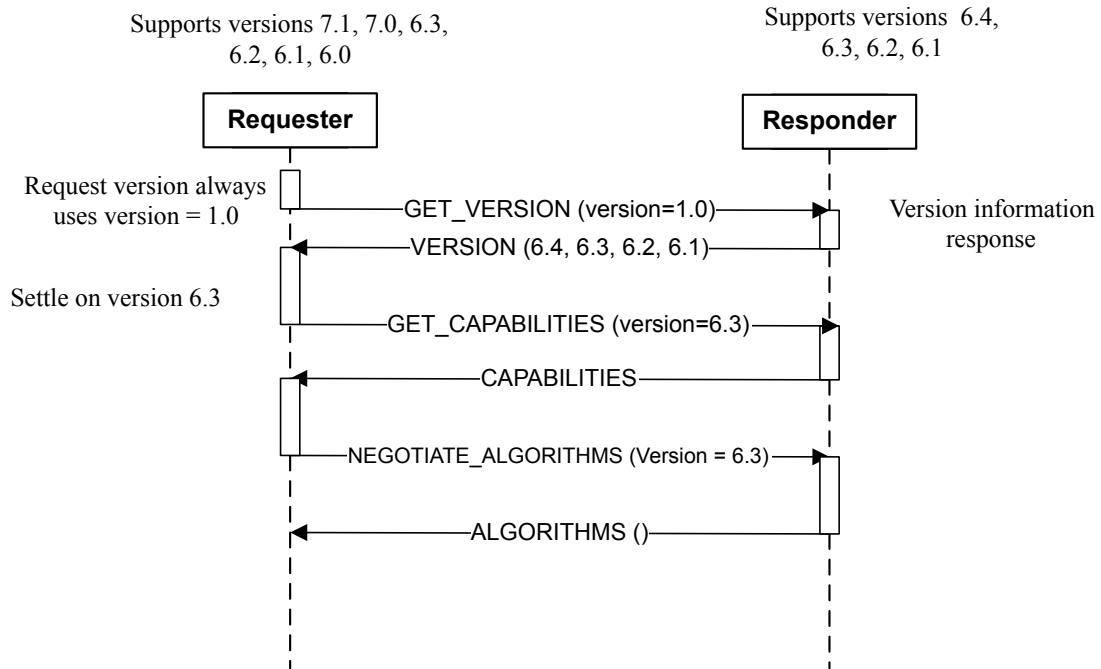 Supports versions 7.1, 7.0, 6.3,
6.2, 6.1, 6.0
Supports versions 6.4,
6.3, 6.2, 6.1
Requester
Responder
Request version always
uses version = 1.0
GET_VERSION (version=1.0)
Version information
response
VERSION (6.4, 6.3, 6.2, 6.1)
Settle on version 6.3
GET_CAPABILITIES (version=6.3)
CAPABILITIES
NEGOTIATE_ALGORITHMS (Version = 6.3)
ALGORITHMS ()